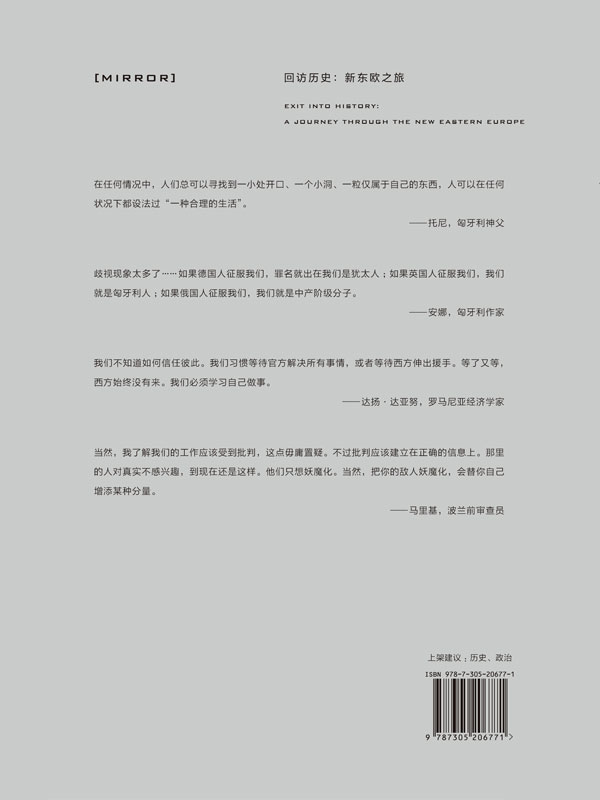 [MIRROR]
回访历史：新东欧之旅
EXIT INTO HISTORY:
A JOURNEY THROUGH THE NEW EASTERN EUROPE
在任何情况中，人们总可以寻找到一小处开口、一个小洞、一粒仅属于自己的东西，人可以在任何
状况下都设法过“一种合理的生活”。
——托尼，匈牙利神父
歧视现象太多了……如果德国人征服我们，罪名就出在我们是犹太人；如果英国人征服我们，我们
就是匈牙利人；如果俄国人征服我们，我们就是中产阶级分子。
——安娜，匈牙利作家
我们不知道如何信任彼此。我们习惯等待官方解决所有事情，或者等待西方伸出援手。等了又等，
西方始终没有来。我们必须学习自己做事。
——达扬·达亚努，罗马尼亚经济学家
当然，我了解我们的工作应该受到批判，这点毋庸置疑。不过批判应该建立在正确的信息上。那里
的人对真实不感兴趣，到现在还是这样。他们只想妖魔化。当然，把你的敌人妖魔化，会替你自己
增添某种分量。
——马里基，波兰前审查员
上架建议；历史、政治
ISBN 978-7-305-20677-1
9 787305 206771 >